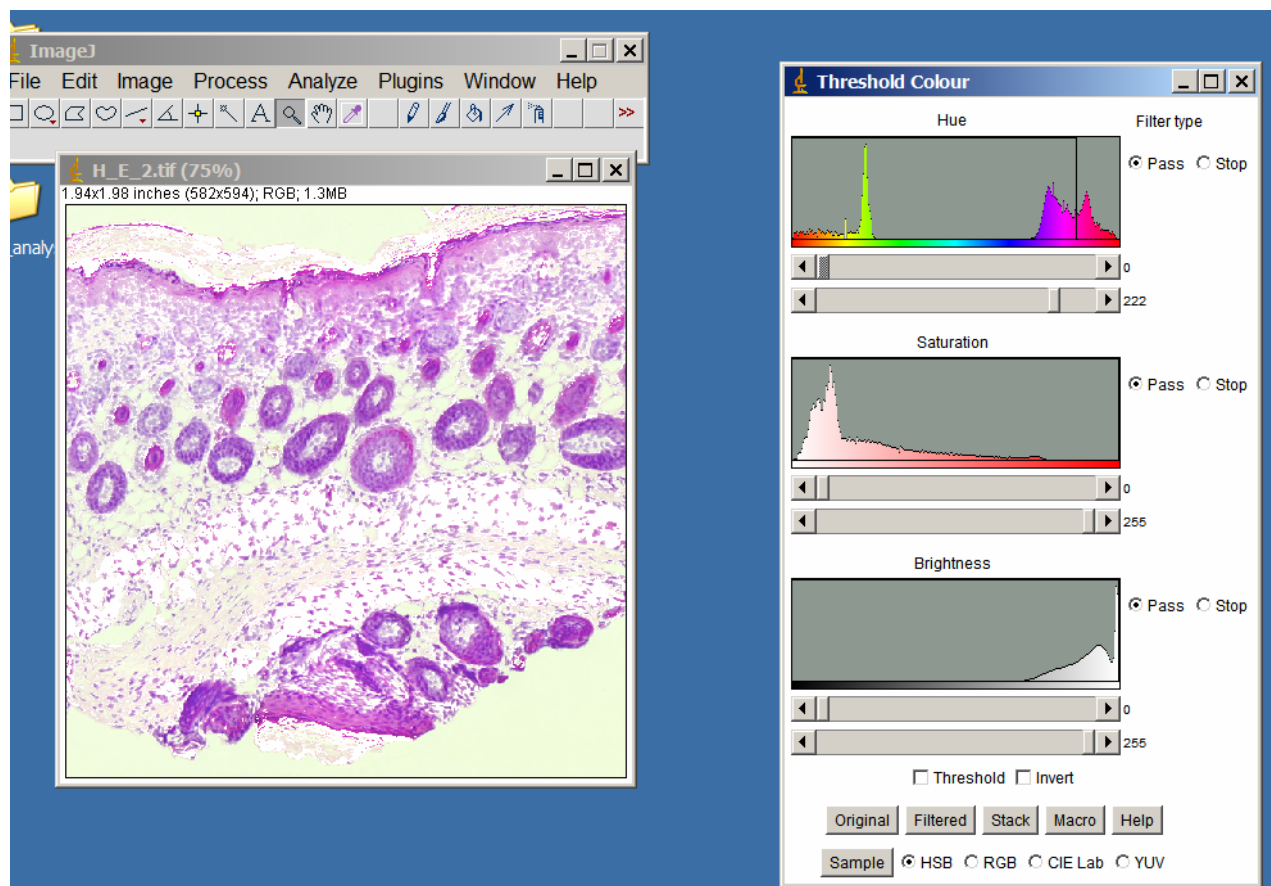 ImageJ
File Edit Image Process Analyze Plugins Window Help
A
>>
H_E_2.tif (75%)
1.94x1.98 inches (582x594); RGB; 1.3MB
_analy
Threshold Colour
Hue
Filter type
Pass Stop
0
222
Saturation
Pass Stop
0
255
Brightness
Pass Stop
0
255
Threshold Invert
Original Filtered Stack Macro Help
Sample HSB RGB CIE Lab YUV